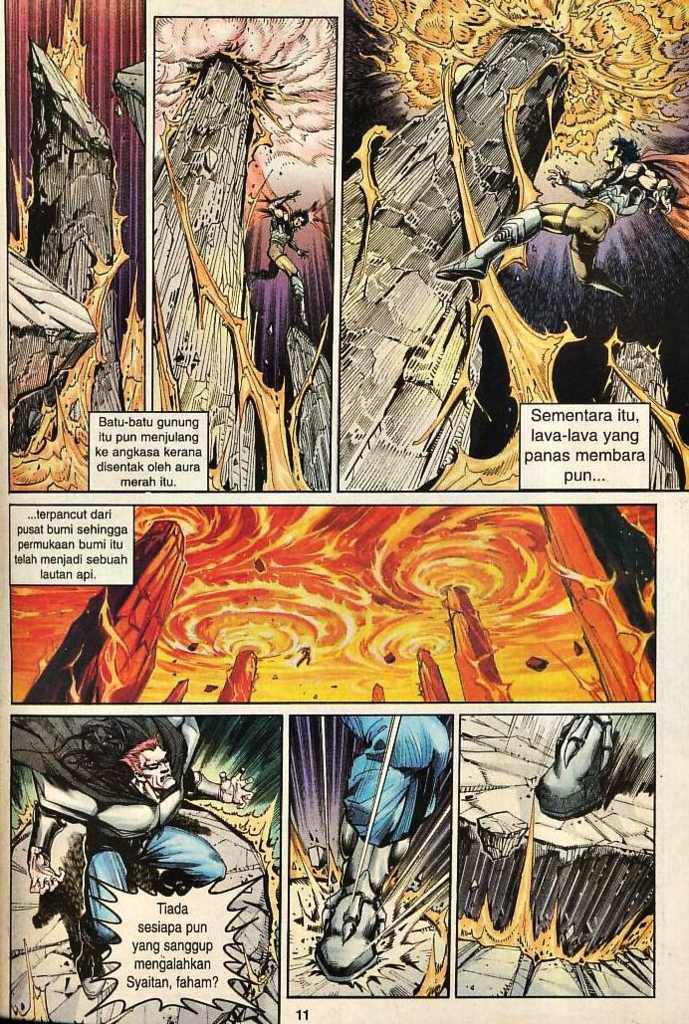 Batu-batu gunung
itu pun menjulang
ke angkasa kerana
disentak oleh aura
merah itu.
Sementara itu,
lava-lava yang
panas membara
pun...
...terpancut dari
pusat bumi sehingga
permukaan bumi itu
telah menjadi sebuah
lautan api.
Tiada
sesiapa pun
yang sanggup
mengalahkan
Syaitan, faham?
11